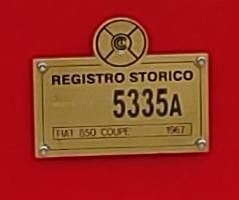 REGISTRO STORICO
5335A
FIAT 850 COUPE' 1967